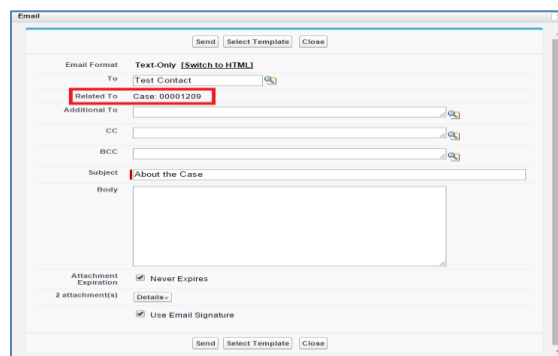 Email
Send Select Template Close
Email Format Text-Only [Switch to HTML]
To Test Contact
Related To Case: 00001209
Additional To
CC
BCC
Subject About the Case
Body
Attachment
Expiration Never Expires
2 attachment(s) Details
Use Email Signature
Send Select Template Close